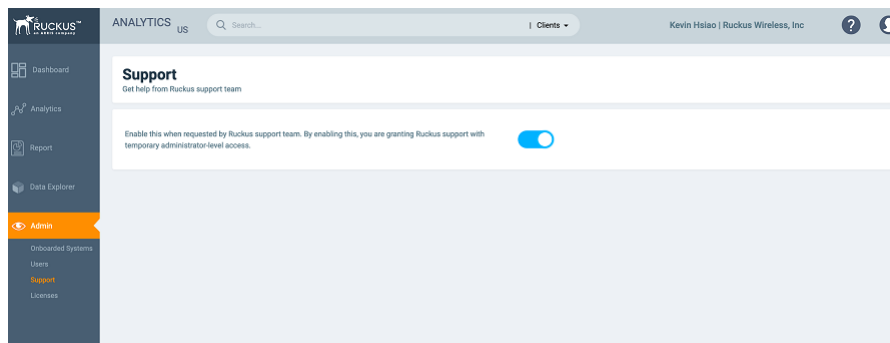 RUCKUS™
an ARRIS company
ANALYTICS
US
Search...
| Clients
Kevin Hsiao | Ruckus Wireless, Inc
?
Dashboard
Analytics
Report
Data Explorer
Admin
Onboarded Systems
Users
Support
Licenses
Support
Get help from Ruckus support team
Enable this when requested by Ruckus support team. By enabling this, you are granting Ruckus support with
temporary administrator-level access.